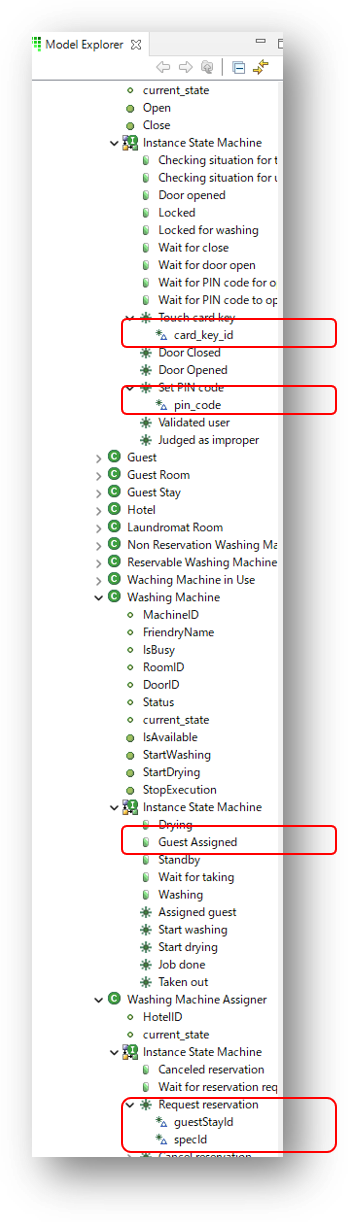 Model Explorer
current_state
Open
Close
Instance State Machine
Checking situation for t
Checking situation for u
Door opened
Locked
Locked for washing
Wait for close
Wait for door open
Wait for PIN code for o
Wait for PIN code to op
Touch card key
card_key_id
Door Closed
Door Opened
Set PIN code
pin_code
Validated user
Judged as improper
Guest
Guest Room
Guest Stay
Hotel
Laundromat Room
Non Reservation Washing Ma
Reservable Washing Machine
Waching Machine in Use
Washing Machine
MachineID
FriendryName
IsBusy
RoomID
DoorID
Status
current_state
IsAvailable
StartWashing
StartDrying
StopExecution
Instance State Machine
Drying
Guest Assigned
Standby
Wait for taking
Washing
Assigned guest
Start washing
Start drying
Job done
Taken out
Washing Machine Assigner
HotelID
current_state
Instance State Machine
Canceled reservation
Wait for reservation req
Request reservation
guestStayId
specId
Cancel reservation